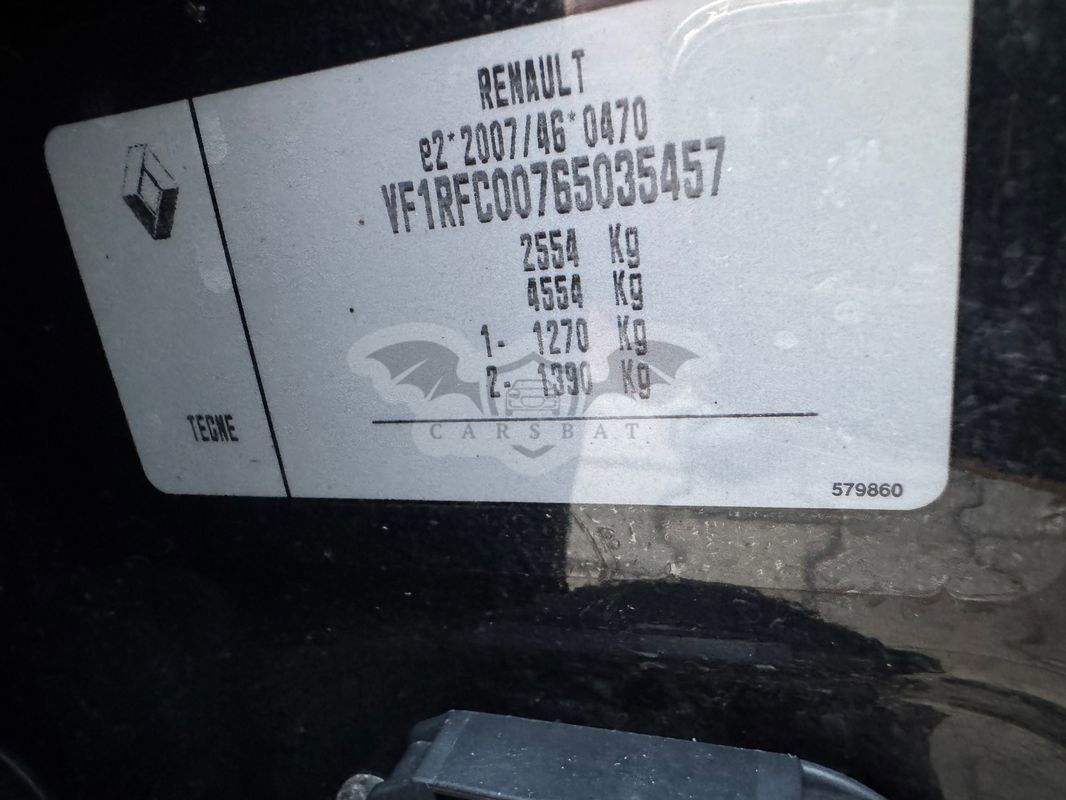 RENAULT
e2*2007/46*0470
VF1RFC00765035457
2554 Kg
4554 Kg
1- 1270 Kg
2- 1390 Kg
CARSBAT
TECNE
579860